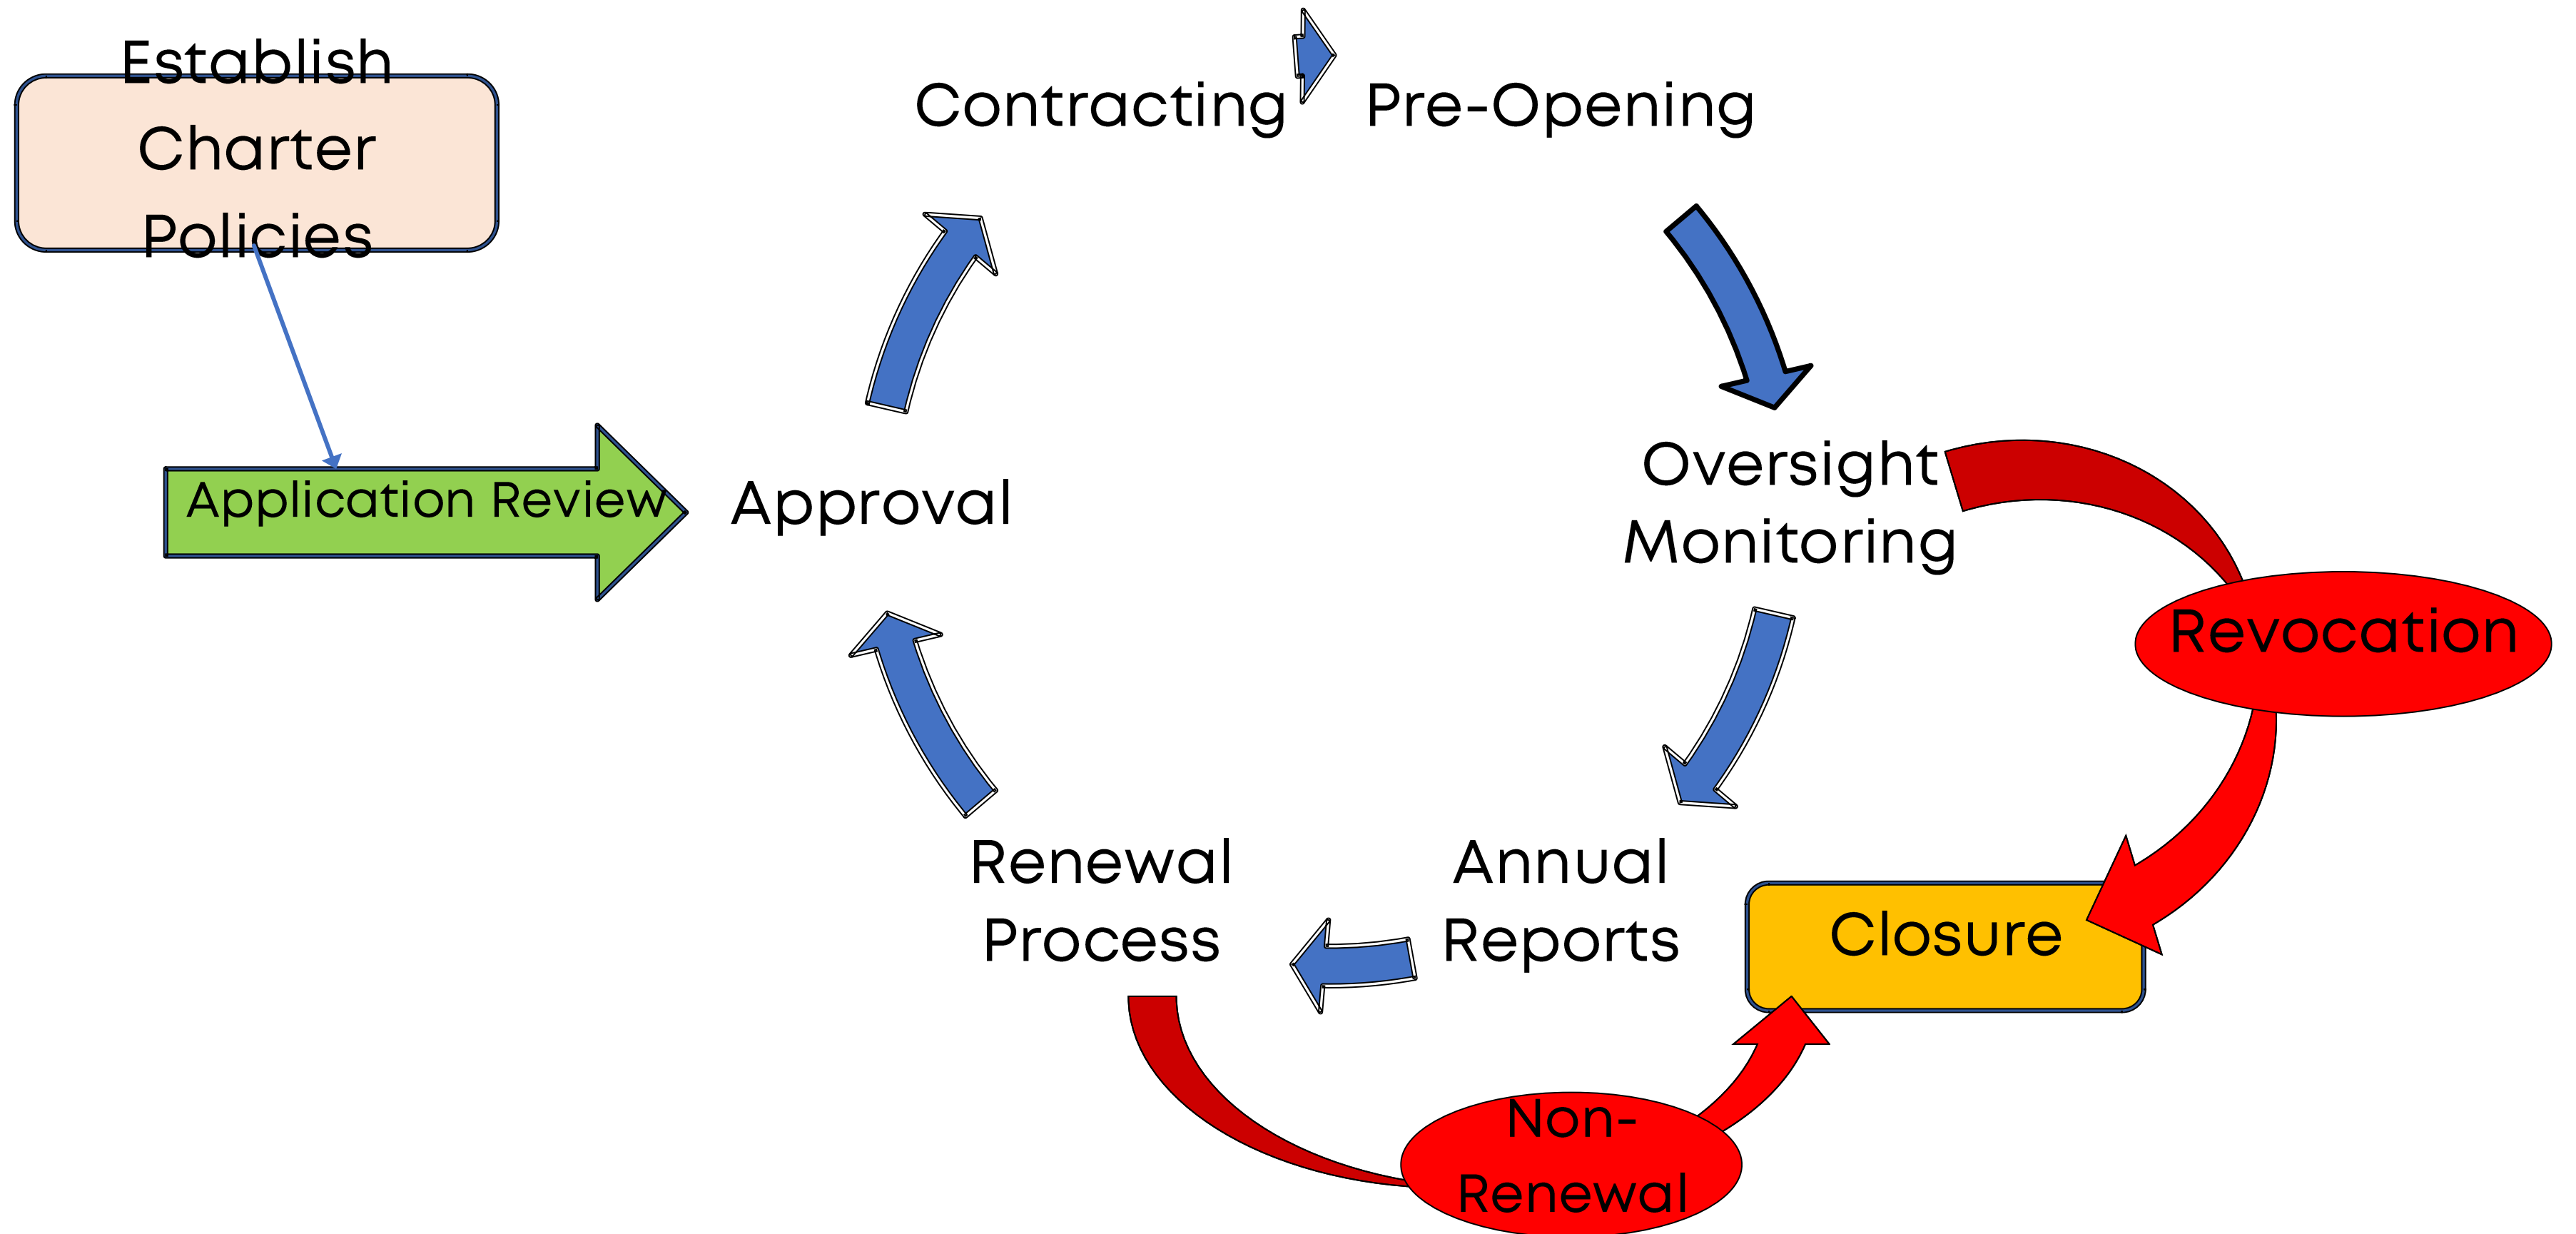 Establish
Charter
Policies
Contracting
Pre-Opening
Application Review
Approval
Oversight
Monitoring
Revocation
Renewal
Process
Annual
Reports
Closure
Non-
Renewal